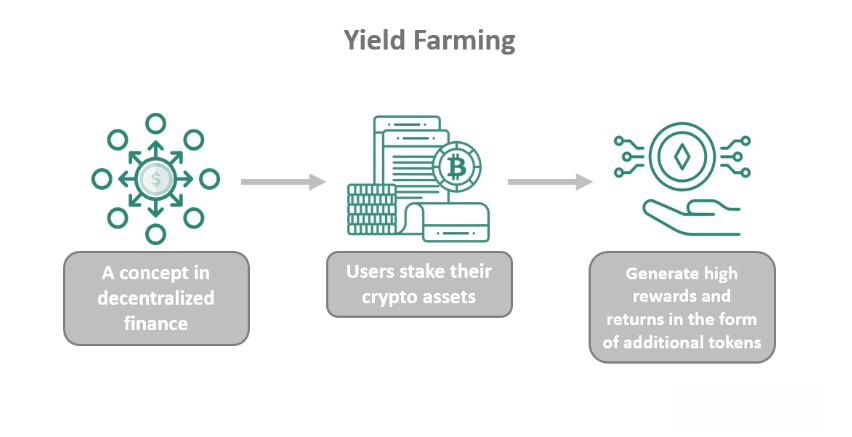 Yield Farming
A concept in
decentralized
finance
Users stake their
crypto assets
Generate high
rewards and
returns in the form
of additional tokens